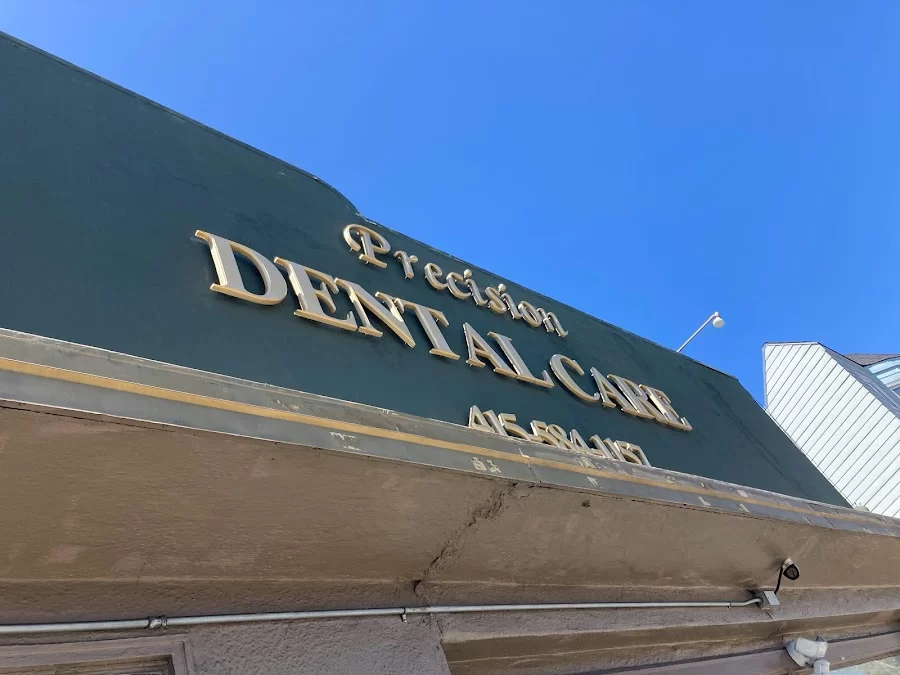 Precision
DENTAL CARE
415-584-1157